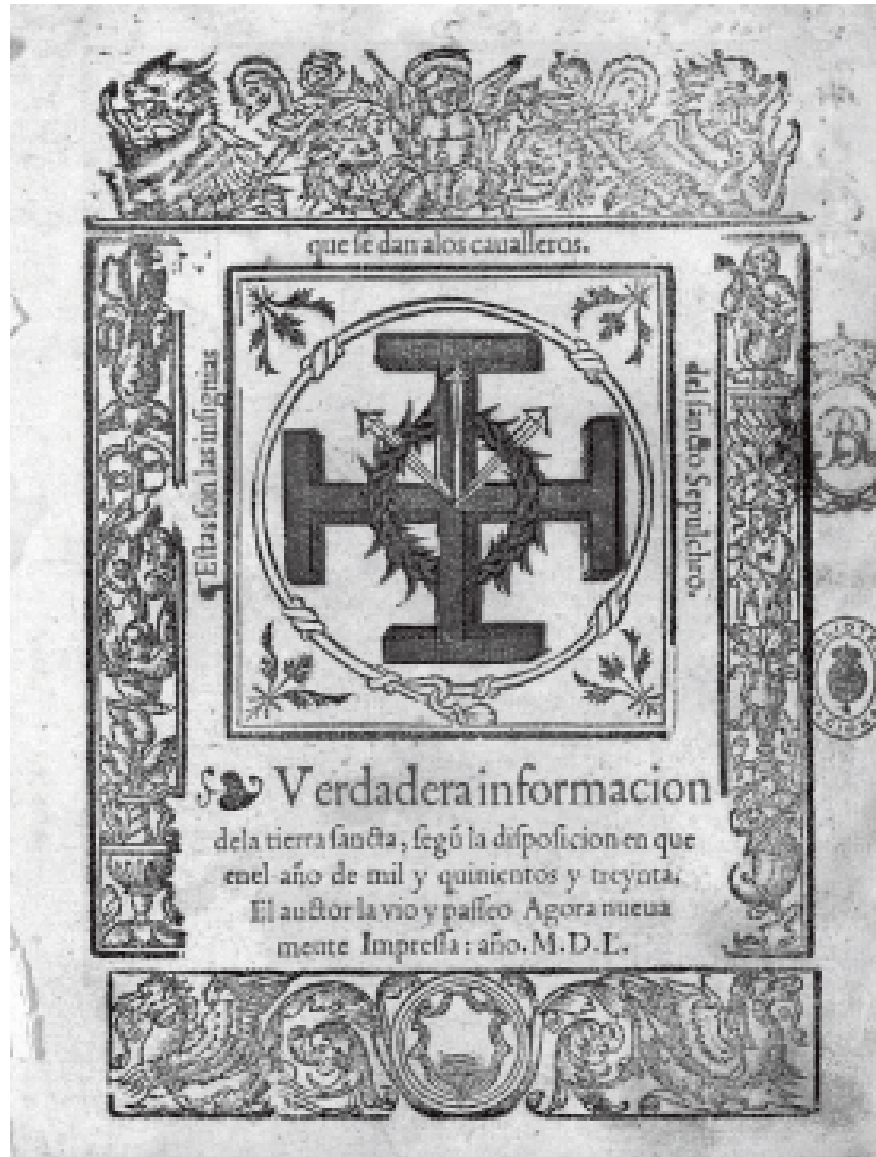 ¶Estas son las insignias
que se dan alos caualleros.
del sancto Sepulchro.
Verdadera informacion
dela tierra sancta, segũ la disposicion en que
enel año de mil y quinientos y treynta.
El auctor la vio y passeo Agora nueua
mente Impressa: año. M.D.L.